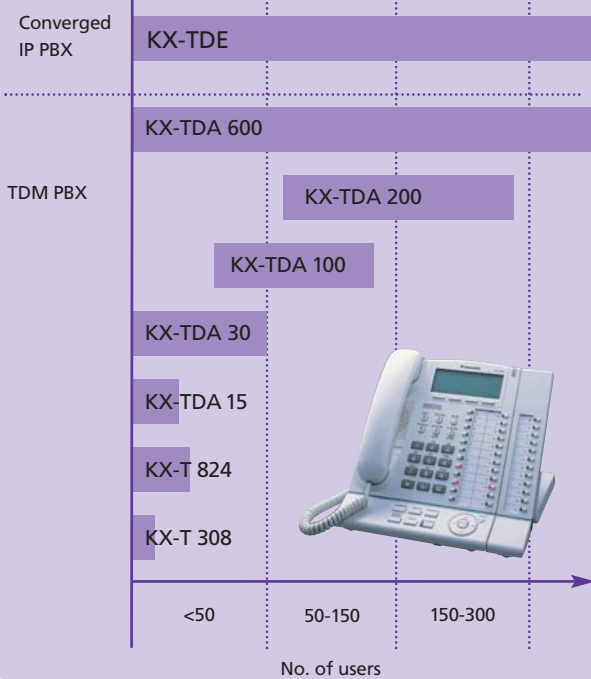 Converged
IP PBX
KX-TDE
KX-TDA 600
TDM PBX
KX-TDA 200
KX-TDA 100
KX-TDA 30
KX-TDA 15
KX-T 824
KX-T 308
Panasonic
<50
50-150
150-300
No. of users